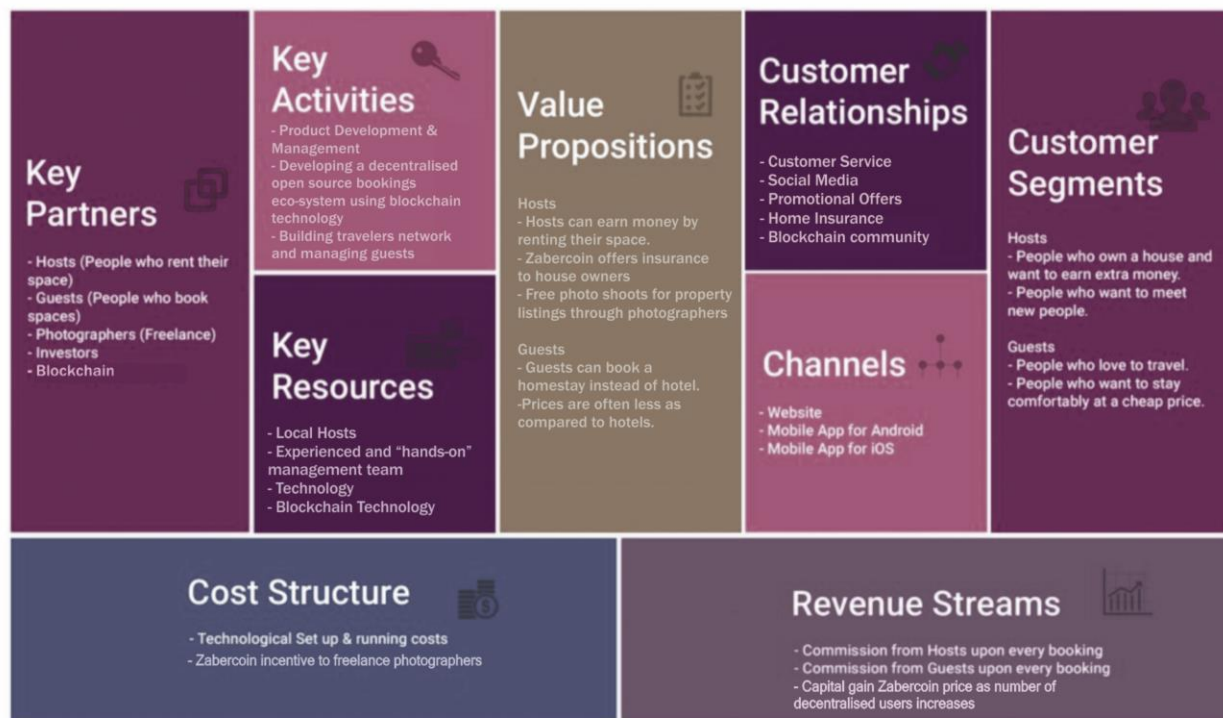 Key
Partners
- Hosts (People who rent their
space)
- Guests (People who book
spaces)
- Photographers (Freelance)
- Investors
- Blockchain
Key
Activities
- Product Development &
Management
- Developing a decentralised
open source bookings
eco-system using blockchain
technology
- Building travelers network
and managing guests
Key
Resources
- Local Hosts
- Experienced and “hands-on”
management team
- Technology
- Blockchain Technology
Value
Propositions
Hosts
- Hosts can earn money by
renting their space.
- Zabercoin offers insurance
to house owners
- Free photo shoots for property
listings through photographers
Guests
- Guests can book a
homestay instead of hotel.
-Prices are often less as
compared to hotels.
Customer
Relationships
- Customer Service
- Social Media
- Promotional Offers
- Home Insurance
- Blockchain community
Channels
- Website
- Mobile App for Android
- Mobile App for iOS
Customer
Segments
Hosts
- People who own a house and
want to earn extra money.
- People who want to meet
new people.
Guests
- People who love to travel.
- People who want to stay
comfortably at a cheap price.
Cost Structure
- Technological Set up & running costs
- Zabercoin incentive to freelance photographers
Revenue Streams
- Commission from Hosts upon every booking
- Commission from Guests upon every booking
- Capital gain Zabercoin price as number of
decentralised users increases